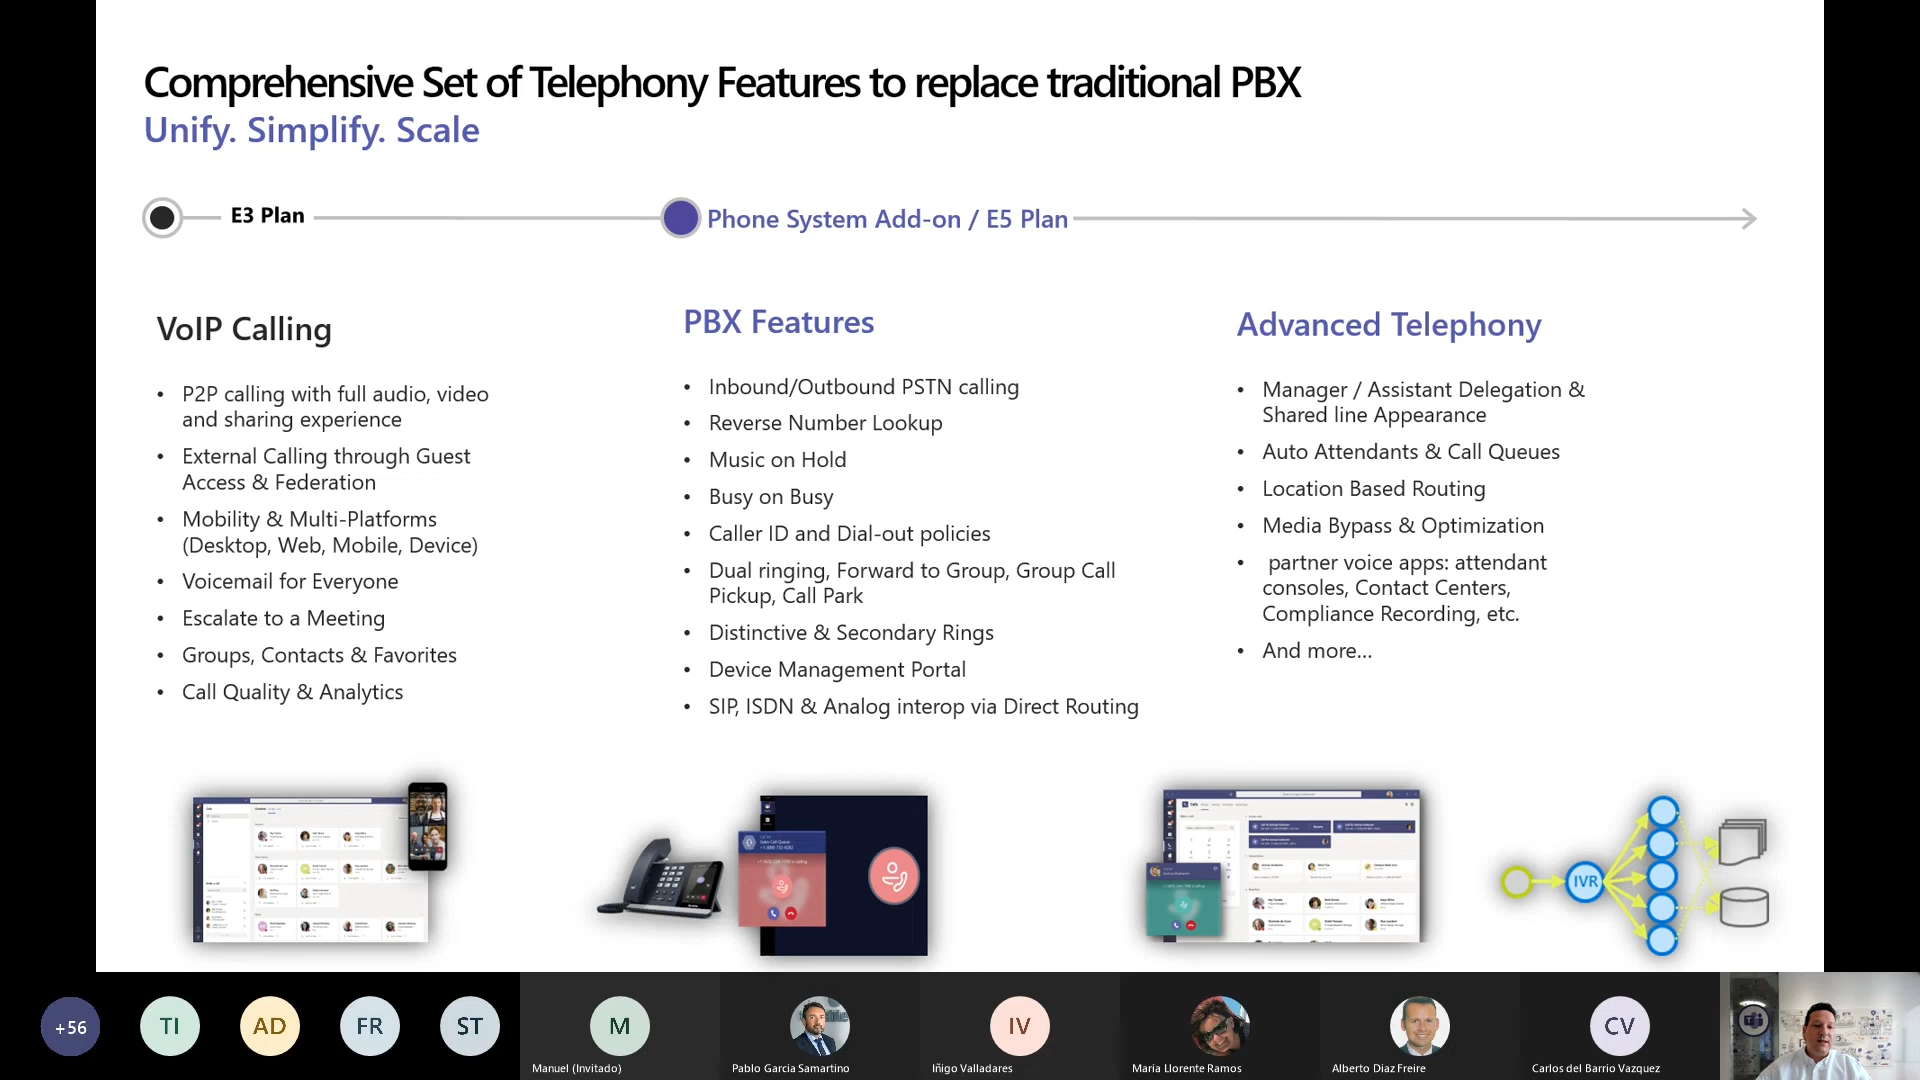 Comprehensive Set of Telephony Features to replace traditional PBX
Unify. Simplify. Scale
E3 Plan
Phone System Add-on / E5 Plan
VoIP Calling
• P2P calling with full audio, video
and sharing experience
• External Calling through Guest
Access & Federation
• Mobility & Multi-Platforms
(Desktop, Web, Mobile, Device)
• Voicemail for Everyone
• Escalate to a Meeting
• Groups, Contacts & Favorites
• Call Quality & Analytics
PBX Features
• Inbound/Outbound PSTN calling
• Reverse Number Lookup
• Music on Hold
• Busy on Busy
• Caller ID and Dial-out policies
• Dual ringing, Forward to Group, Group Call
Pickup, Call Park
• Distinctive & Secondary Rings
• Device Management Portal
• SIP, ISDN & Analog interop via Direct Routing
Advanced Telephony
• Manager / Assistant Delegation &
Shared line Appearance
• Auto Attendants & Call Queues
• Location Based Routing
• Media Bypass & Optimization
• partner voice apps: attendant
consoles, Contact Centers,
Compliance Recording, etc.
• And more...
IVR
+56
TI
AD
FR
ST
M
Manuel (Invitado)
Pablo Garcia Samartino
IV
Iñigo Valladares
Maria Llorente Ramos
Alberto Diaz Freire
CV
Carlos del Barrio Vazquez